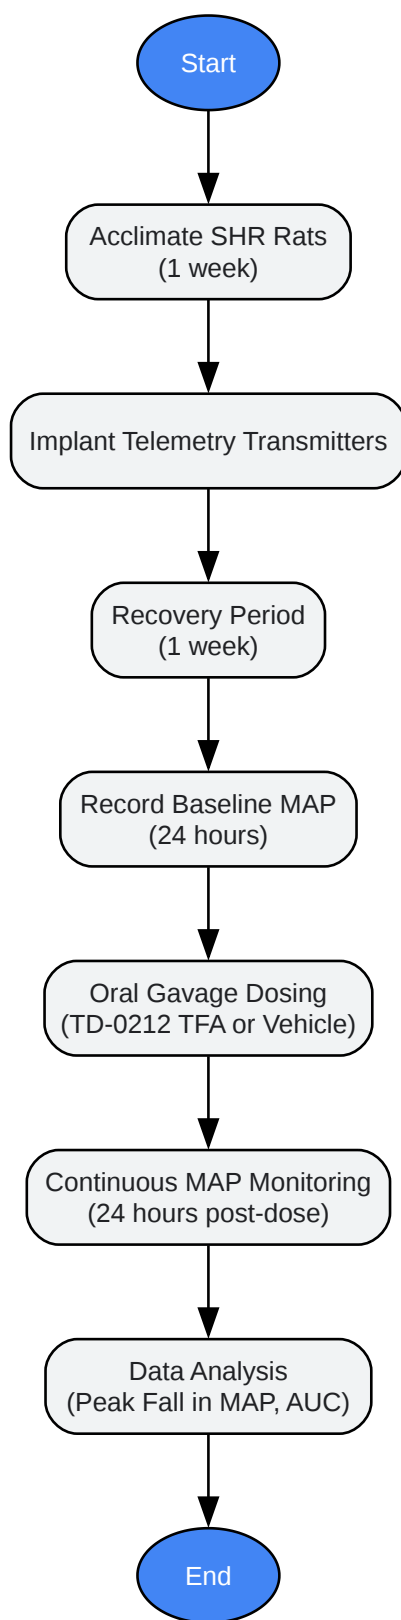 Start
Acclimate SHR Rats
(1 week)
Implant Telemetry Transmitters
Recovery Period
(1 week)
Record Baseline MAP
(24 hours)
Oral Gavage Dosing
(TD-0212 TFA or Vehicle)
Continuous MAP Monitoring
(24 hours post-dose)
Data Analysis
(Peak Fall in MAP, AUC)
End